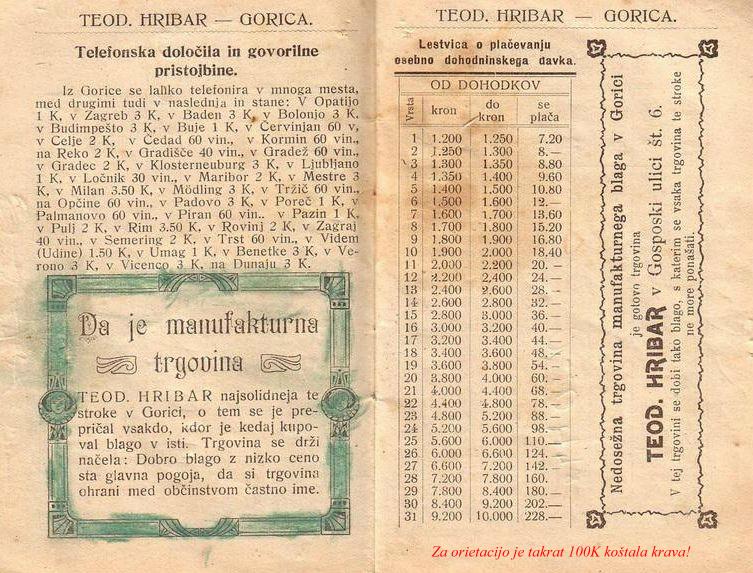 TEOD. HRIBAR — GORICA.
Telefonska določila in govorilne
pristojbine.
Iz Gorice se lahko telefonira v mnoga mesta,
med drugimi tudi v naslednja in stane: V Opatijo
1 K, v Zagreb 3 K, v Baden 3 K, v Bolonjo 3 K,
v Budimpešto 3 K, v Buje 1 K, v Červinjan 60 v,
v Celje 2 K, v Čedad 60 vin., v Kormin 60 vin.,
na Reko 2 K, v Gradišče 40 vin., v Gradež 60 vin.,
v Gradec 2 K, v Klosterneuburg 3 K, v Ljubljano
1 K, v Ločnik 30 vin., v Maribor 2 K, v Mestre 3
K, v Milan 3.50 K, v Mödling 3 K, v Tržič 60 vin.,
na Opčine 60 vin., v Padovo 3 K, v Poreč 1 K, v
Palmanovo 60 vin., v Piran 60 vin.. v Pazin 1 K,
v Pulj 2 K, v Rim 3.50 K, v Rovinj 2 K, v Zagraj
40 vin., v Semering 2 K, v Trst 60 vin., v Videm
(Udine) 1.50 K, v Umag 1 K, v Benetke 3 K, v Ve-
rono 3 K, v Vicenco 3 K, na Dunaju 3 K.
Da je manufakturna
trgovina
TEOD. HRIBAR najsolidneja te
stroke v Gorici, o tem se je pre-
pričal vsakdo, kdor je kedaj kupo-
val blago v isti. Trgovina se drži
načela: Dobro blago z nizko ceno
sta glavna pogoja, da si trgovina
ohrani med občinstvom častno ime.
TEOD. HRIBAR — GORICA.
Lestvica o plačevanju
osebno dohodninskega davka.
OD DOHODKOV
Vrsta kron do kron se plača
1 1.200 1.250 7.20
2 1.250 1.300 8.—
3 1.300 1.350 8.80
4 1.350 1.400 9.60
5 1.400 1.500 10.80
6 1.500 1.600 12.—
7 1.600 1.700 13.60
8 1.700 1.800 15.20
9 1.800 1.900 16.80
10 1.900 2.000 18.40
11 2.000 2.200 20.—
12 2.200 2.400 24.—
13 2.400 2.600 28.—
14 2.600 2.800 32.—
15 2.800 3.000 36.—
16 3.000 3.200 40.—
17 3.200 3.400 44.—
18 3.400 3.600 48.—
19 3.600 3.800 54.—
20 3.800 4.000 60.—
21 4.000 4.400 68.—
22 4.400 4.800 78.—
23 4.800 5.200 88.—
24 5.200 5.600 98.—
25 5.600 6.000 110.—
26 6.000 6.600 124.—
27 6.600 7.200 142.—
28 7.200 7.800 160.—
29 7.800 8.400 180.—
30 8.400 9.200 202.—
31 9.200 10.000 228.—
Nedosežna trgovina manufakturnega blaga v Gorici
je gotovo trgovina
TEOD. HRIBAR v Gosposki ulici št. 6.
V tej trgovini se dobi tako blago, s katerim se vsaka trgovina te stroke
ne more ponašati.
Za orietacijo je takrat 100K koštala krava!